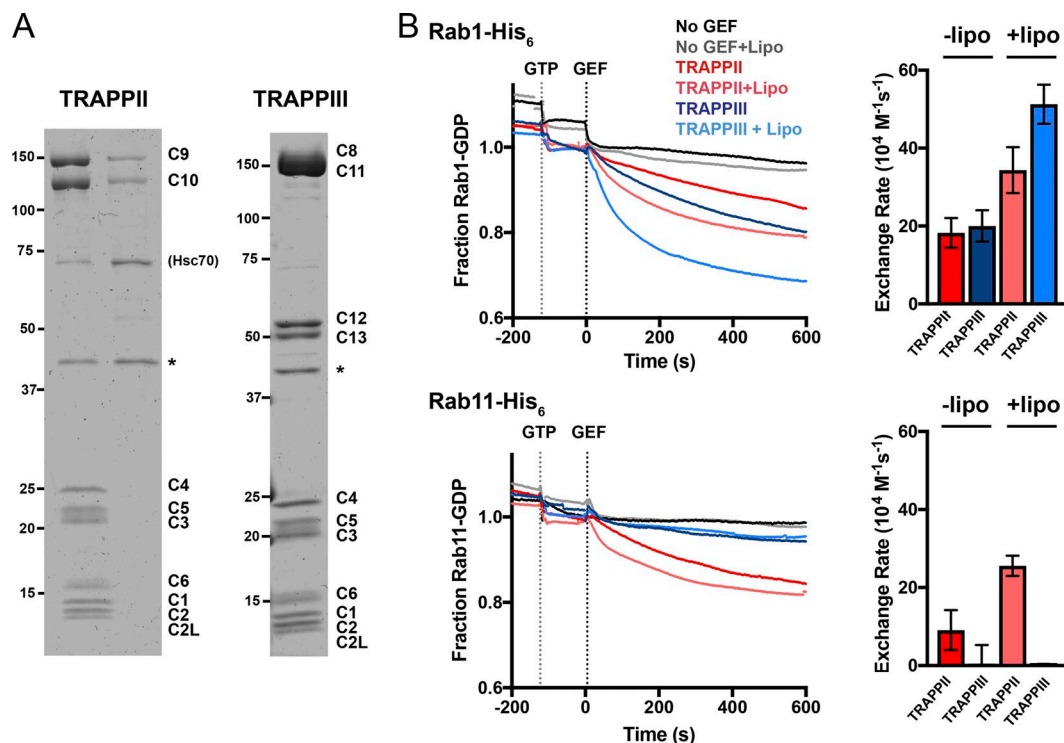 A
TRAPPII
150
100
75
50
37
25
20
15
C9
C10
(Hsc70)
*
C4
C5
C3
C6
C1
C2
C2L
TRAPPIII
150
100
75
50
37
25
20
15
C8
C11
C12
C13
*
C4
C5
C3
C6
C1
C2
C2L
B
Rab1-His6
No GEF
No GEF+Lipo
TRAPPII
TRAPPII+Lipo
TRAPPIII
TRAPPIII + Lipo
GTP GEF
Fraction Rab1-GDP
1.0
0.8
0.6
-200 0 200 400 600
Time (s)
-lipo +lipo
Exchange Rate (10⁴ M⁻¹s⁻¹)
60
40
20
0
TRAPPII TRAPPIII TRAPPII TRAPPIII
Rab11-His6
GTP GEF
Fraction Rab11-GDP
1.0
0.8
0.6
-200 0 200 400 600
Time (s)
-lipo +lipo
Exchange Rate (10⁴ M⁻¹s⁻¹)
60
40
20
0
TRAPPII TRAPPIII TRAPPII TRAPPIII